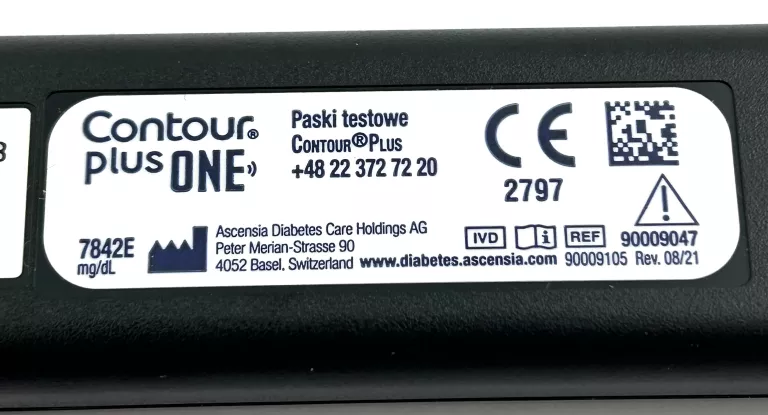 3
Contour®
plus ONE
Paski testowe
CONTOUR®PLUS
+48 22 372 72 20
CE
2797
7842E
mg/dL
Ascensia Diabetes Care Holdings AG
Peter Merian-Strasse 90
4052 Basel, Switzerland
www.diabetes.ascensia.com
IVD
i
REF 90009047
90009105 Rev. 08/21